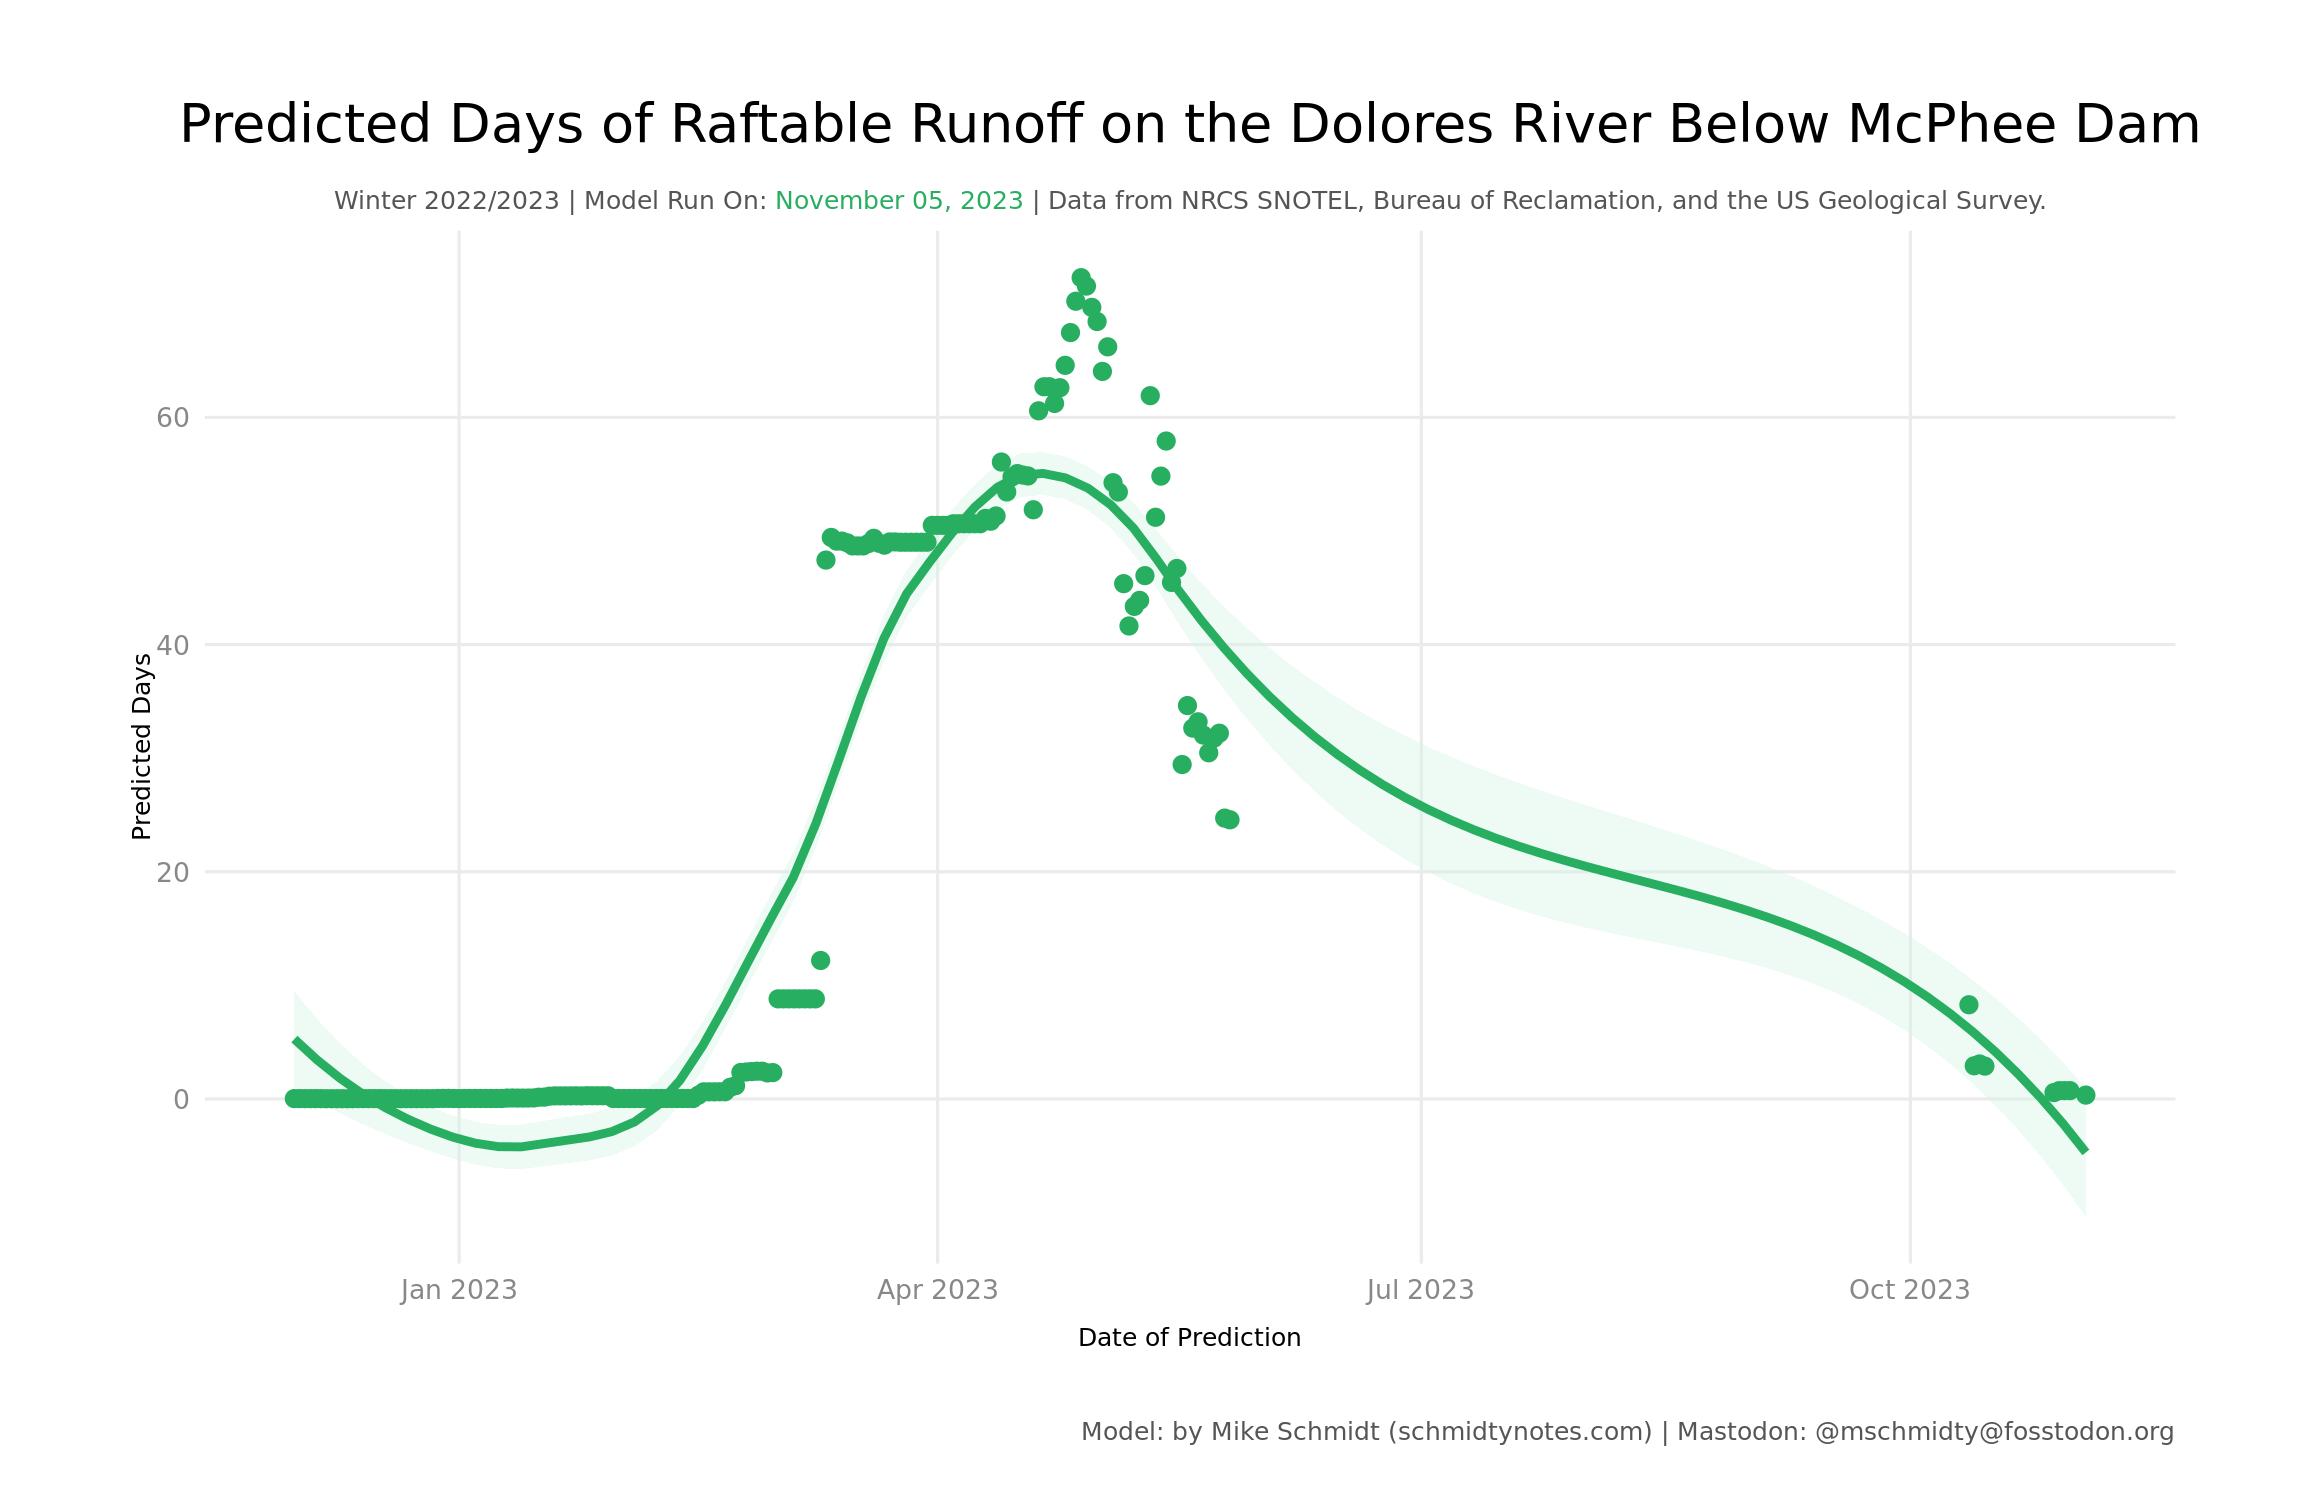 Predicted Days of Raftable Runoff on the Dolores River Below McPhee Dam
Winter 2022/2023 | Model Run On: November 05, 2023 | Data from NRCS SNOTEL, Bureau of Reclamation, and the US Geological Survey.
Predicted Days
60
40
20
0
Jan 2023
Apr 2023
Jul 2023
Oct 2023
Date of Prediction
Model: by Mike Schmidt (schmidtynotes.com) | Mastodon: @mschmidty@fosstodon.org